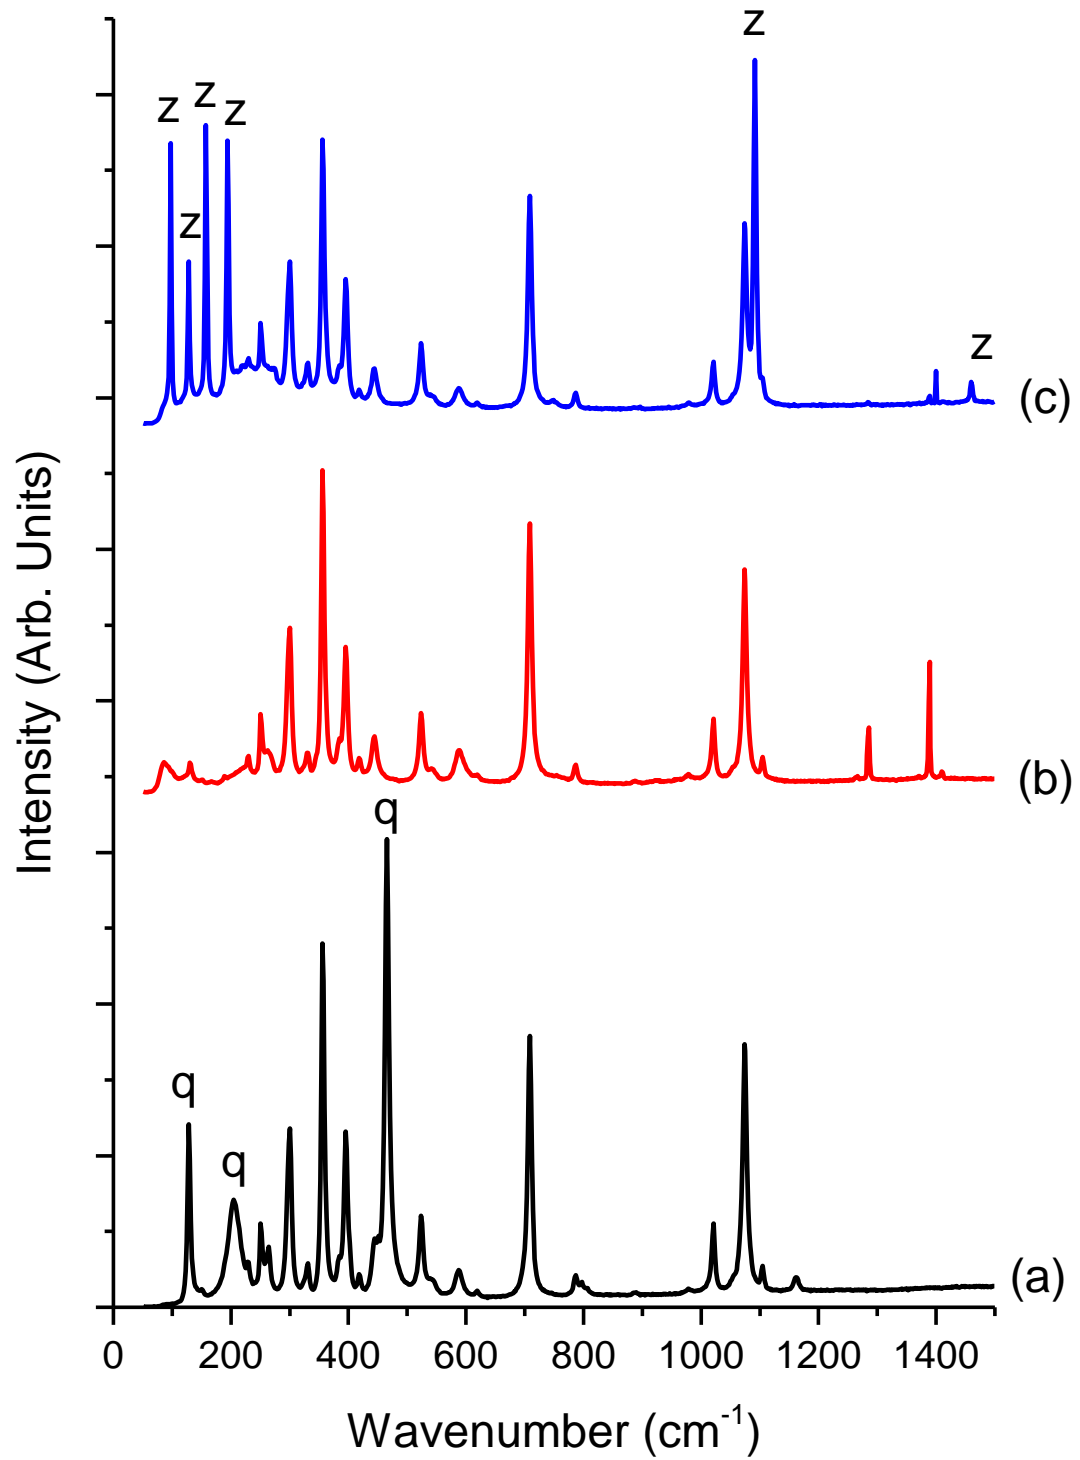 z
z
z
z
z
z
(c)
(b)
q
q
q
(a)
Intensity (Arb. Units)
0 200 400 600 800 1000 1200 1400
Wavenumber (cm⁻¹)